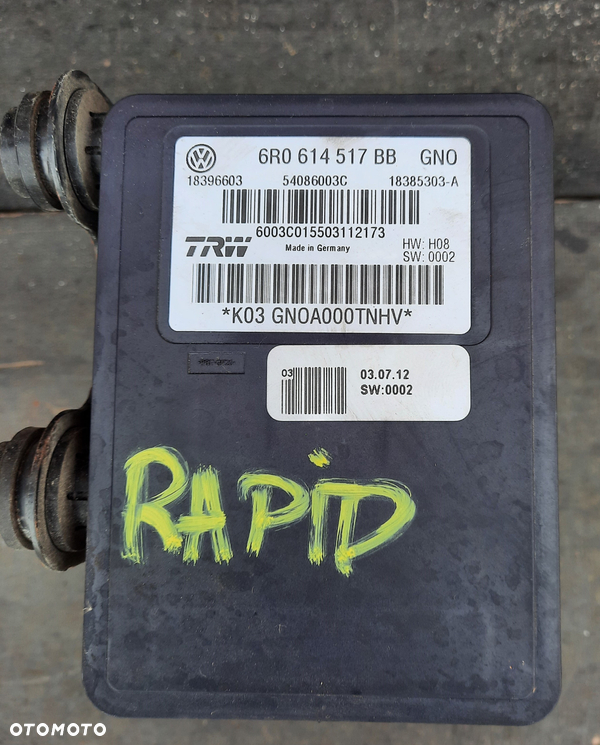 6R0 614 517 BB GNO
18396603 54086003C 18385303-A
6003C015503112173
TRW Made in Germany HW: H08
SW: 0002
*K03 GNOA000TNHV*
03 03.07.12
SW:0002
RAPID
OTOMOTO